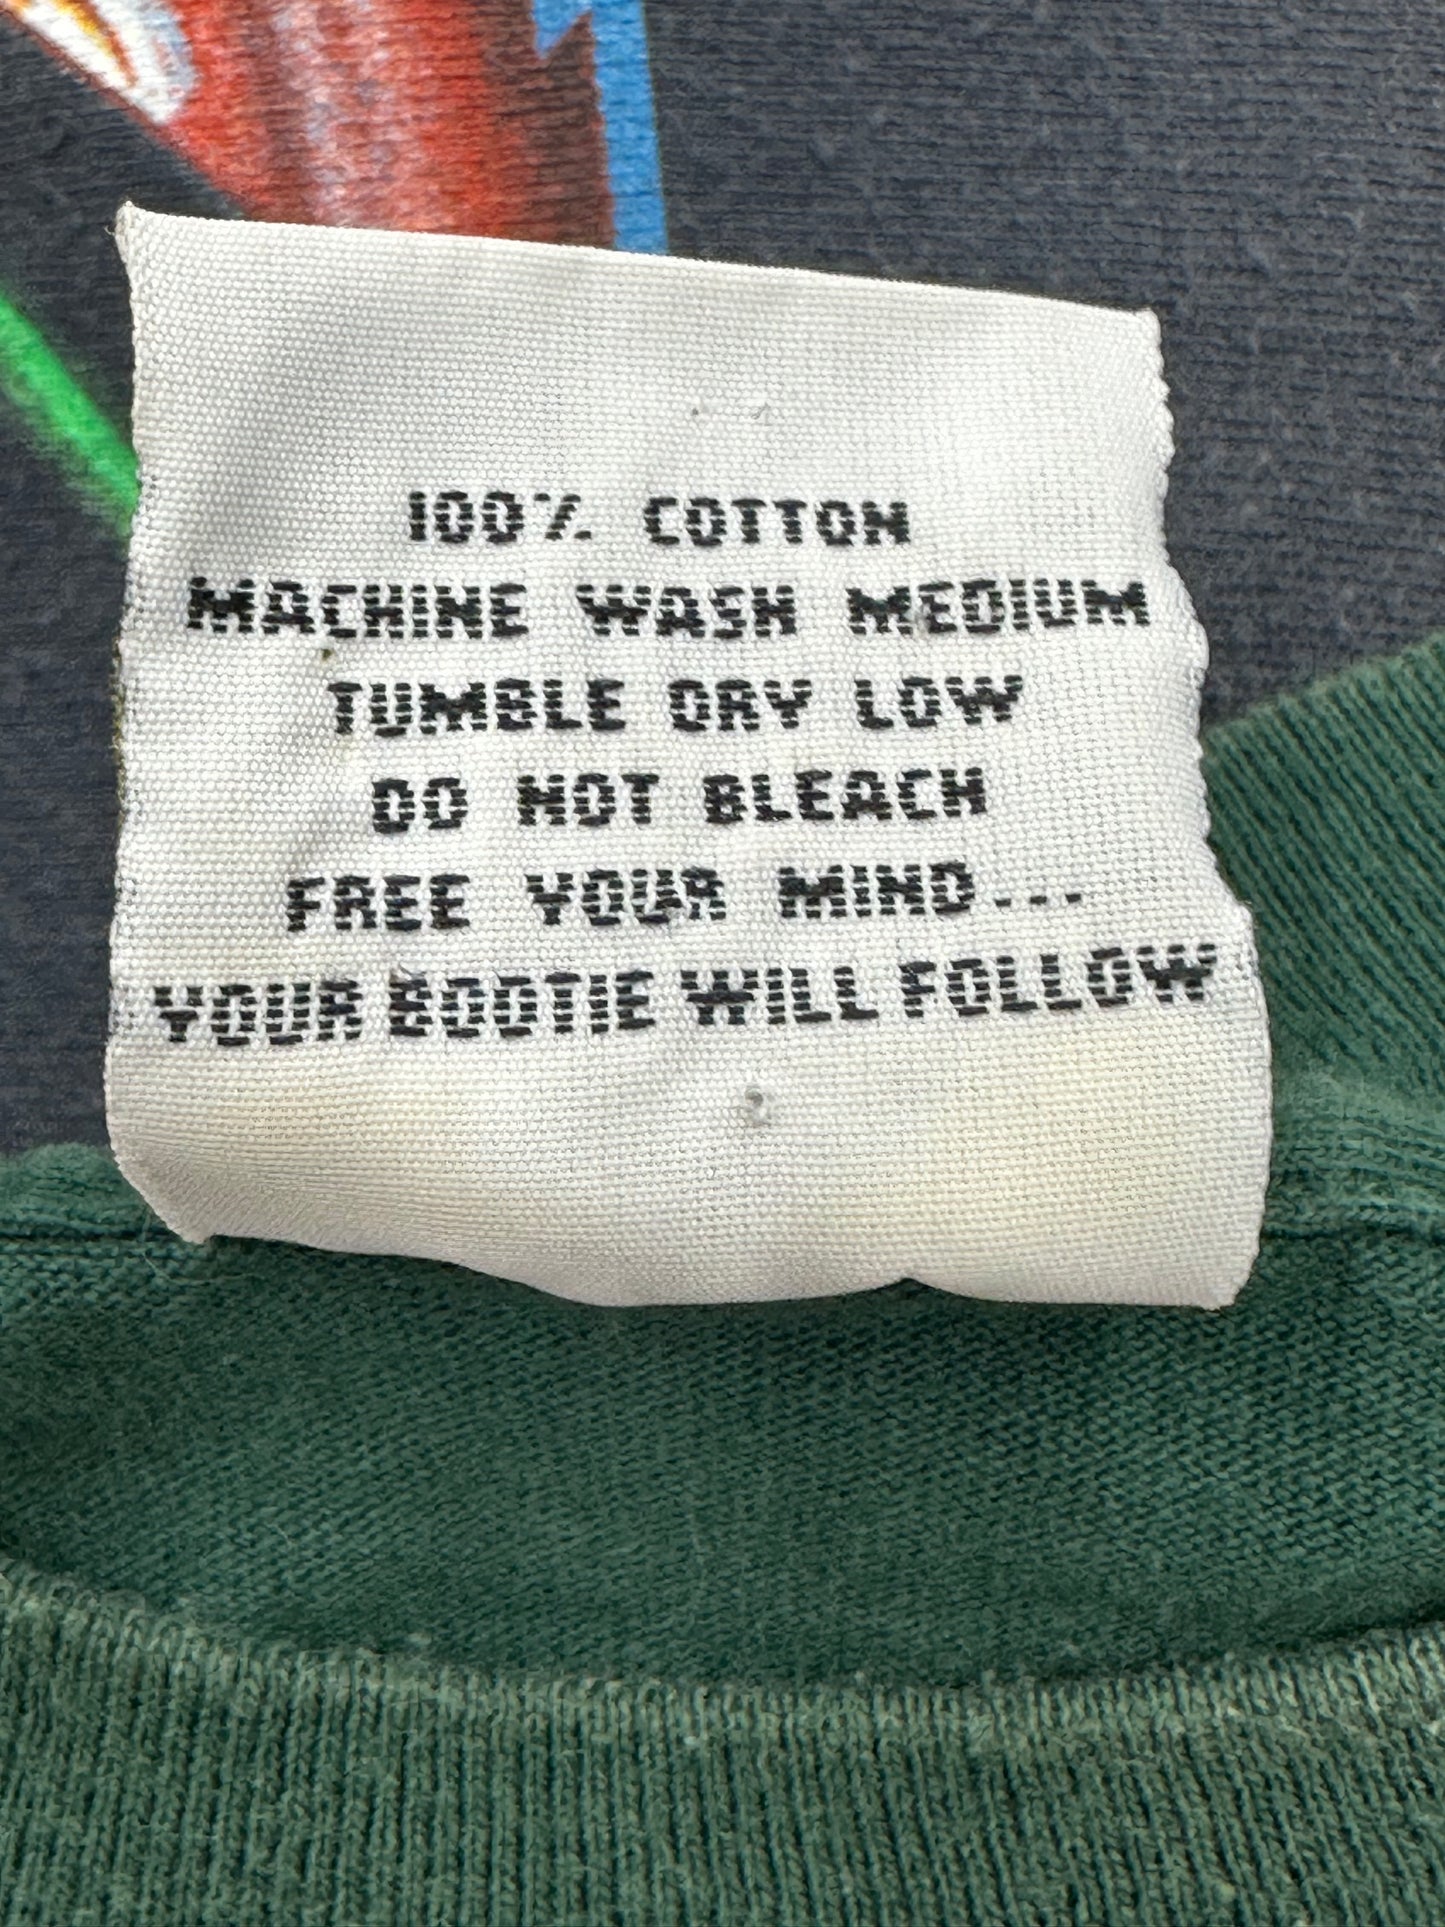 100% COTTON
MACHINE WASH MEDIUM
TUMBLE DRY LOW
DO NOT BLEACH
FREE YOUR MIND...
YOUR BOOTIE WILL FOLLOW